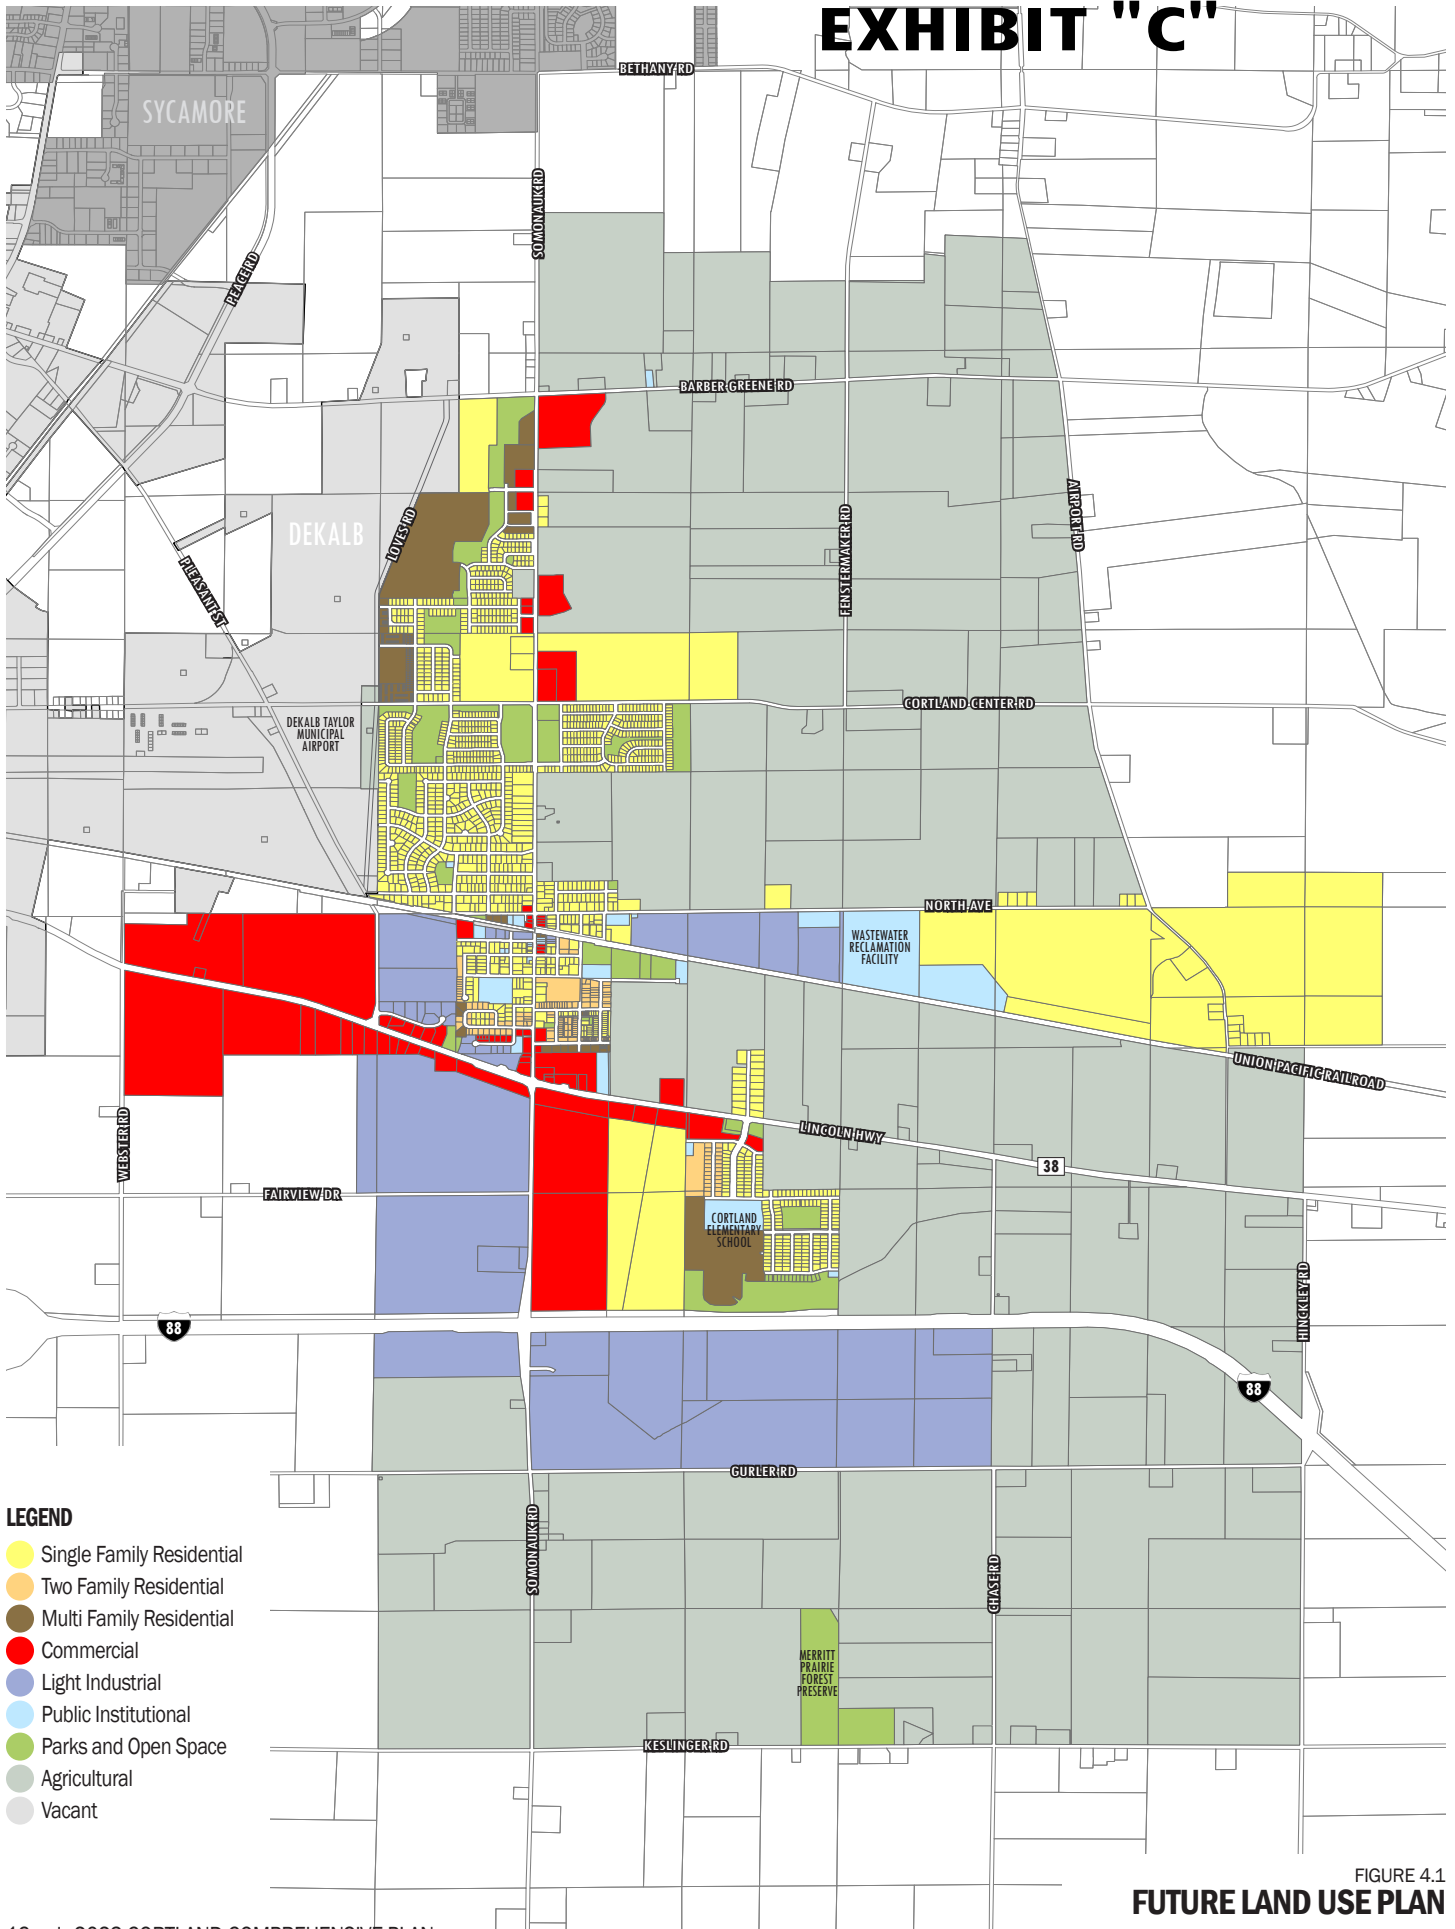 EXHIBIT "C"
BETHANY RD
SYCAMORE
SOMONAUK RD
PEACE RD
BARBER GREENE RD
AIRPORT RD
LOVES RD
DEKALB
FENSTERMAKER RD
PLEASANT ST
CORTLAND CENTER RD
DEKALB TAYLOR
MUNICIPAL
AIRPORT
NORTH AVE
WASTEWATER
RECLAMATION
FACILITY
UNION PACIFIC RAILROAD
LINCOLN HWY
WEBSTER RD
38
FAIRVIEW DR
CORTLAND
ELEMENTARY
SCHOOL
HINCKLEY RD
88
88
GURLER RD
SOMONAUK RD
CHASE RD
MERRITT
PRAIRIE
FOREST
PRESERVE
KESLINGER RD
LEGEND
Single Family Residential
Two Family Residential
Multi Family Residential
Commercial
Light Industrial
Public Institutional
Parks and Open Space
Agricultural
Vacant
FIGURE 4.1
FUTURE LAND USE PLAN
CORTLAND COMPREHENSIVE PLAN